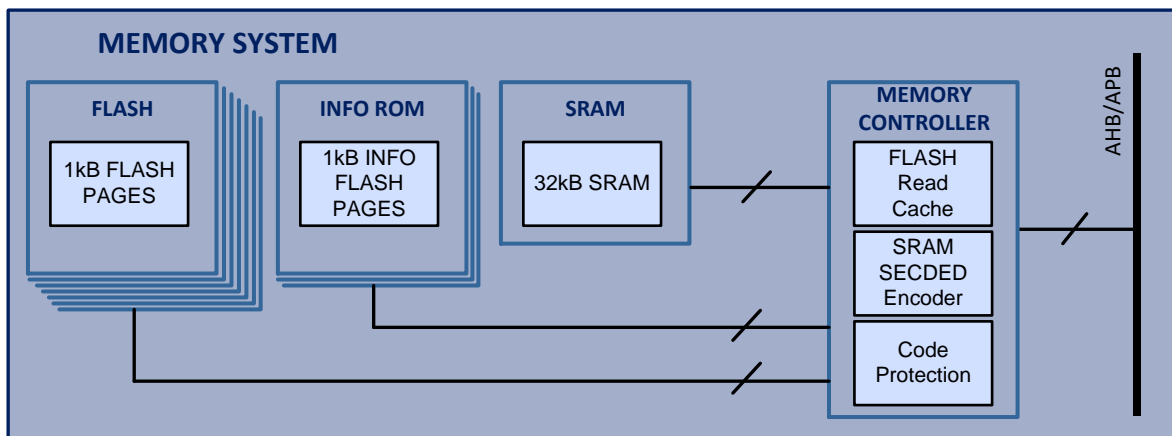 MEMORY SYSTEM
FLASH
1kB FLASH
PAGES
INFO ROM
1kB INFO
FLASH
PAGES
SRAM
32kB SRAM
MEMORY
CONTROLLER
FLASH
Read
Cache
SRAM
SECDED
Encoder
Code
Protection
AHB/APB